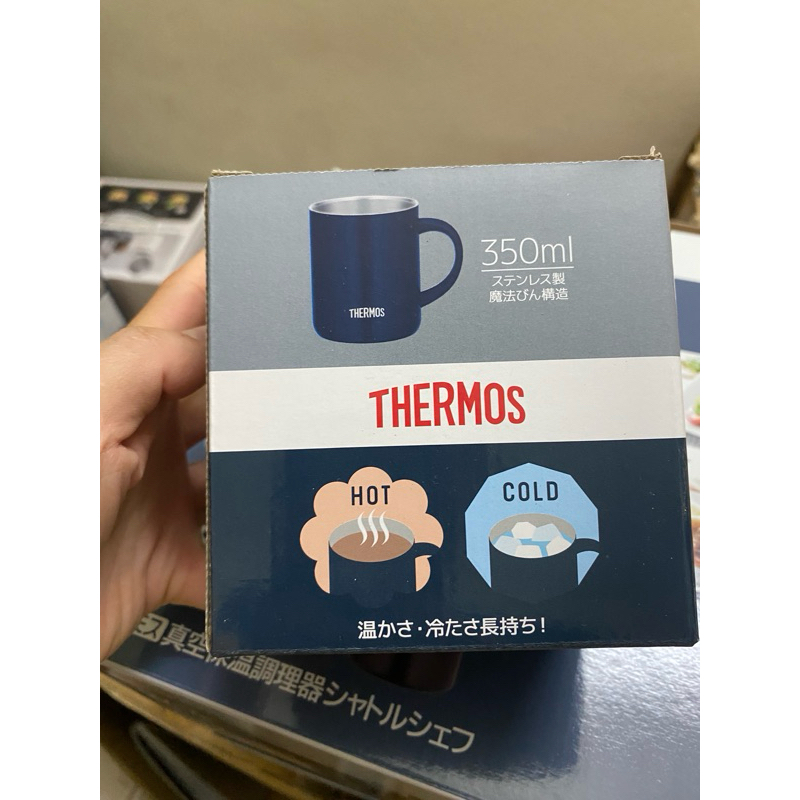 THERMOS
350ml
ステンレス製
魔法びん構造
THERMOS
HOT
COLD
温かさ・冷たさ長持ち!
真空保温調理器シャトルシェフ